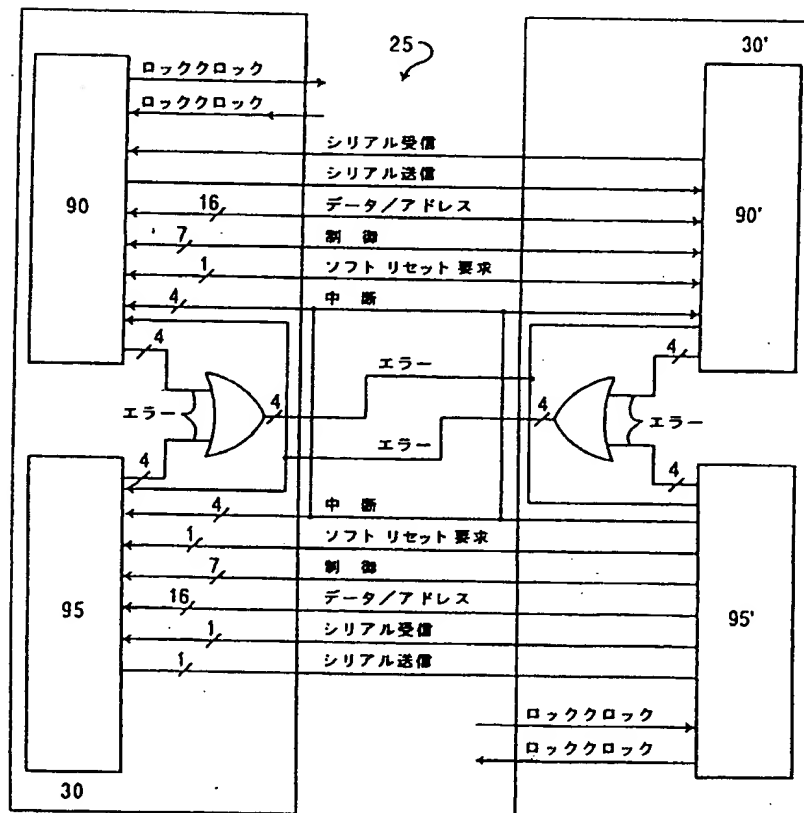 25
30'
ロッククロック
ロッククロック
シリアル受信
シリアル送信
90
90'
16
データ/アドレス
7
制 御
1
ソフト リセット 要求
4
中 断
4
4
エラー
エラー
4
4
エラー
エラー
4
4
4
中 断
1
ソフト リセット 要求
7
制 御
95
95'
16
データ/アドレス
1
シリアル受信
1
シリアル送信
ロッククロック
ロッククロック
30